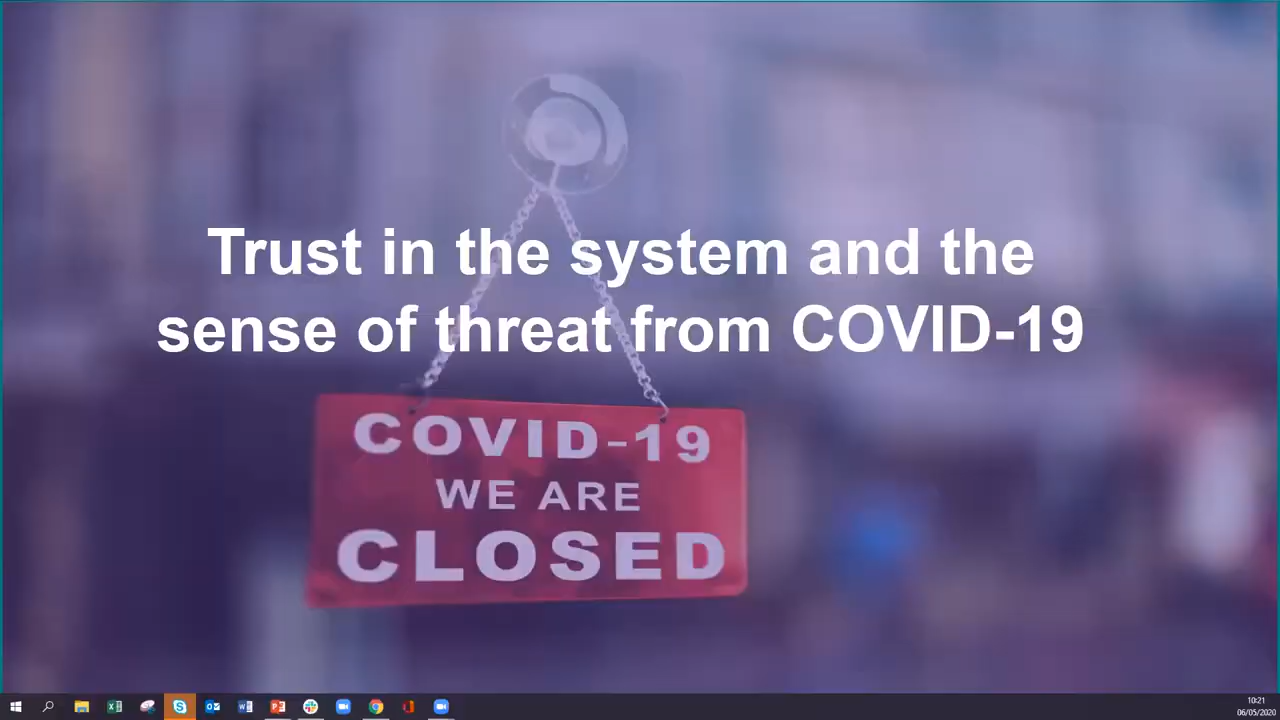 Trust in the system and the
sense of threat from COVID-19
COVID-19
WE ARE
CLOSED
10:21
06/05/2020